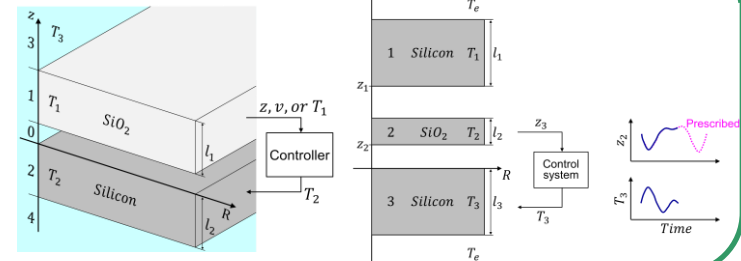 z
3
T₃
1
T₁
SiO₂
l₁
0
2
T₂
Silicon
R
l₂
4
z, v, or T₁
Controller
T₂
Tₑ
1 Silicon T₁
l₁
z₁
2 SiO₂ T₂
l₂
z₂
R
3 Silicon T₃
l₃
Tₑ
z₃
Control
system
T₃
Prescribed
z₂
T₃
Time